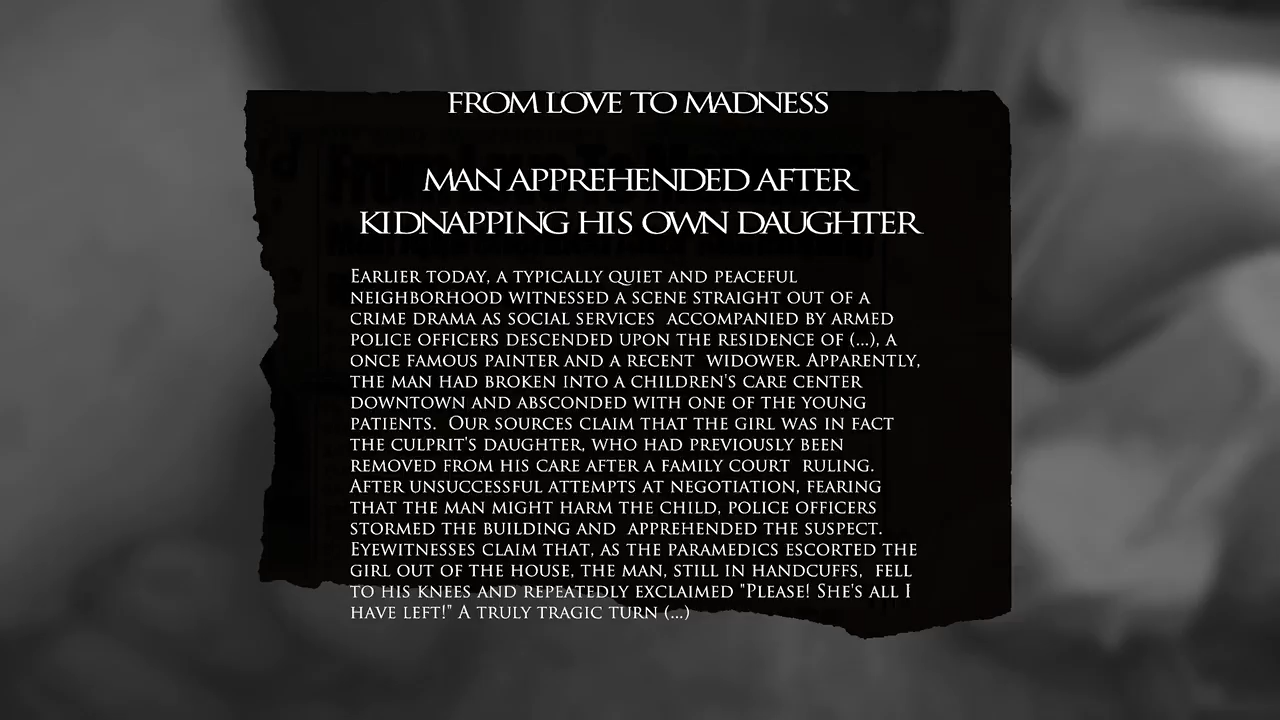 FROM LOVE TO MADNESS
MAN APPREHENDED AFTER
KIDNAPPING HIS OWN DAUGHTER
EARLIER TODAY, A TYPICALLY QUIET AND PEACEFUL
NEIGHBORHOOD WITNESSED A SCENE STRAIGHT OUT OF A
CRIME DRAMA AS SOCIAL SERVICES  ACCOMPANIED BY ARMED
POLICE OFFICERS DESCENDED UPON THE RESIDENCE OF (...), A
ONCE FAMOUS PAINTER AND A RECENT  WIDOWER. APPARENTLY,
THE MAN HAD BROKEN INTO A CHILDREN'S CARE CENTER
DOWNTOWN AND ABSCONDED WITH ONE OF THE YOUNG
PATIENTS.  OUR SOURCES CLAIM THAT THE GIRL WAS IN FACT
THE CULPRIT'S DAUGHTER, WHO HAD PREVIOUSLY BEEN
REMOVED FROM HIS CARE AFTER A FAMILY COURT  RULING.
AFTER UNSUCCESSFUL ATTEMPTS AT NEGOTIATION, FEARING
THAT THE MAN MIGHT HARM THE CHILD, POLICE OFFICERS
STORMED THE BUILDING AND  APPREHENDED THE SUSPECT.
EYEWITNESSES CLAIM THAT, AS THE PARAMEDICS ESCORTED THE
GIRL OUT OF THE HOUSE, THE MAN, STILL IN HANDCUFFS,  FELL
TO HIS KNEES AND REPEATEDLY EXCLAIMED "PLEASE! SHE'S ALL I
HAVE LEFT!" A TRULY TRAGIC TURN (...)